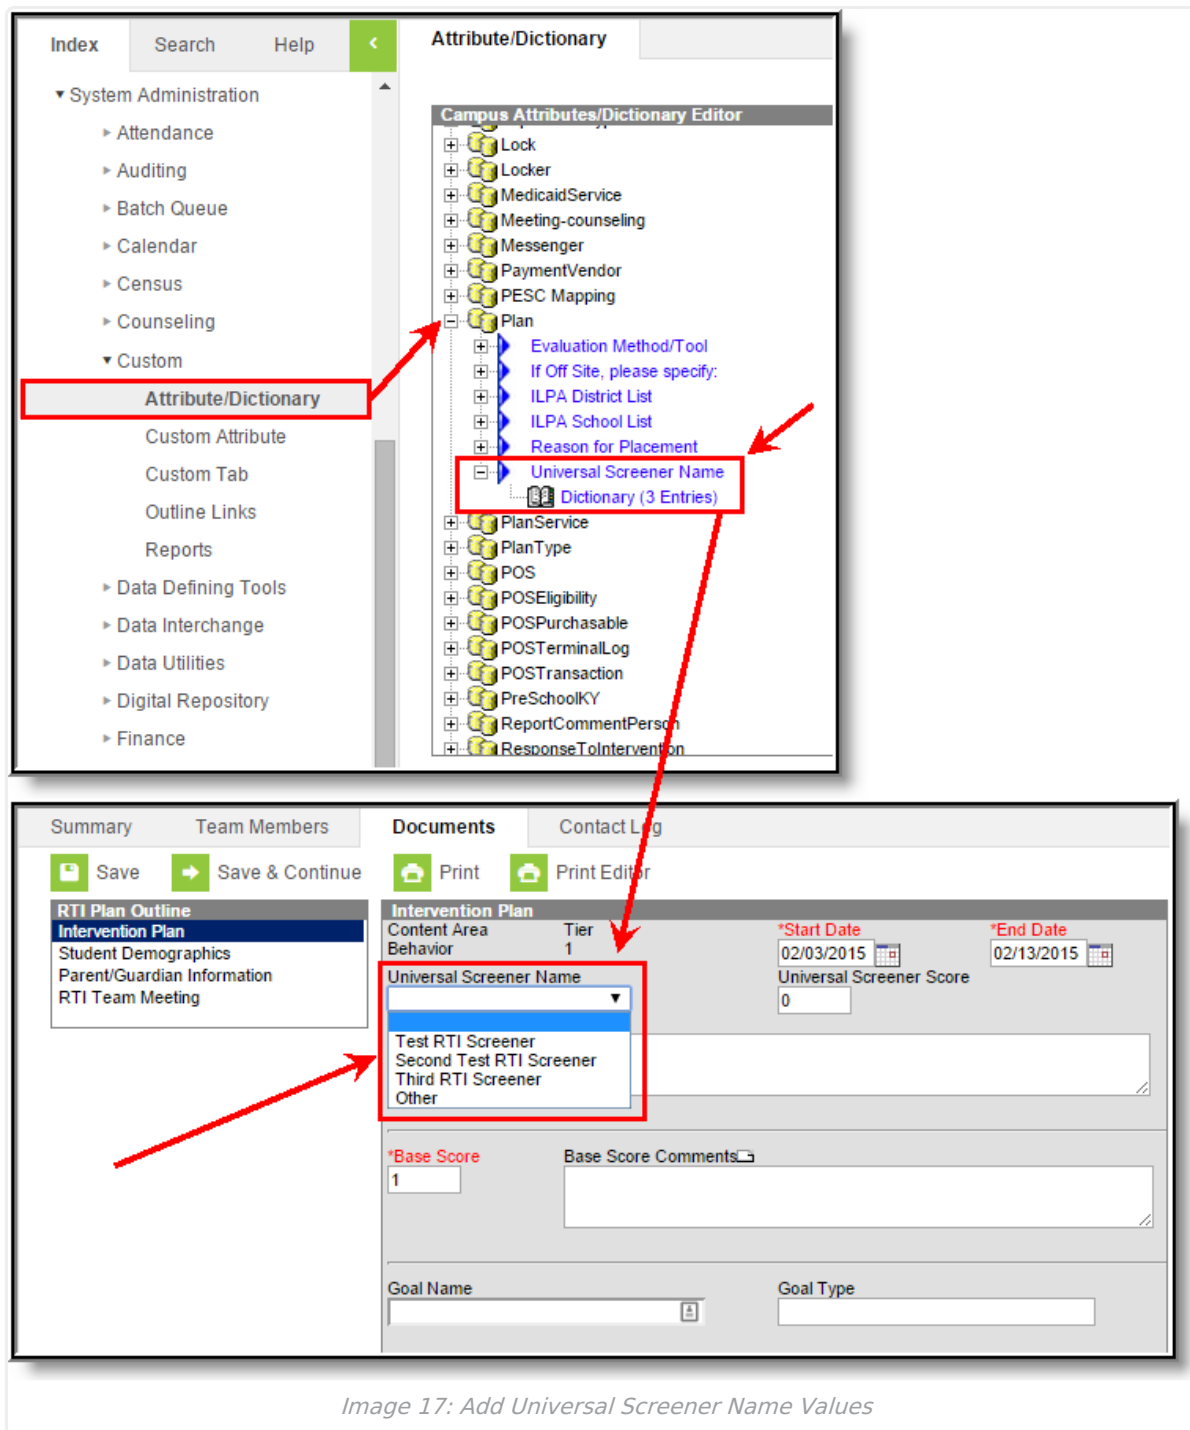 Index Search Help
Attribute/Dictionary
System Administration
Attendance
Auditing
Batch Queue
Calendar
Census
Counseling
Custom
Attribute/Dictionary
Custom Attribute
Custom Tab
Outline Links
Reports
Data Defining Tools
Data Interchange
Data Utilities
Digital Repository
Finance
Campus Attributes/Dictionary Editor
Lock
Locker
MedicaidService
Meeting-counseling
Messenger
PaymentVendor
PESC Mapping
Plan
Evaluation Method/Tool
If Off Site, please specify:
ILPA District List
ILPA School List
Reason for Placement
Universal Screener Name
Dictionary (3 Entries)
PlanService
PlanType
POS
POSEligibility
POSPurchasable
POSTerminalLog
POSTransaction
PreSchoolKY
ReportCommentPerson
ResponseToIntervention
Summary Team Members Documents Contact Log
Save Save & Continue Print Print Editor
RTI Plan Outline
Intervention Plan
Student Demographics
Parent/Guardian Information
RTI Team Meeting
Intervention Plan
Content Area Tier *Start Date *End Date
Behavior 1 02/03/2015 02/13/2015
Universal Screener Name Universal Screener Score
0
Test RTI Screener
Second Test RTI Screener
Third RTI Screener
Other
*Base Score Base Score Comments
1
Goal Name Goal Type
Image 17: Add Universal Screener Name Values